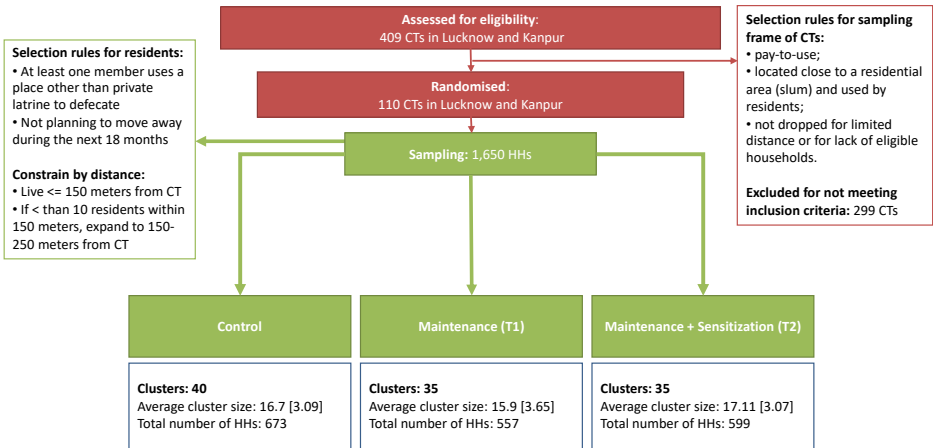 Assessed for eligibility:
409 CTs in Lucknow and Kanpur
Selection rules for sampling
frame of CTs:
• pay-to-use;
• located close to a residential
area (slum) and used by
residents;
• not dropped for limited
distance or for lack of eligible
households.
Excluded for not meeting
inclusion criteria: 299 CTs
Selection rules for residents:
• At least one member uses a
place other than private
latrine to defecate
• Not planning to move away
during the next 18 months
Constrain by distance:
• Live <= 150 meters from CT
• If < than 10 residents within
150 meters, expand to 150-
250 meters from CT
Randomised:
110 CTs in Lucknow and Kanpur
Sampling: 1,650 HHs
Control
Clusters: 40
Average cluster size: 16.7 [3.09]
Total number of HHs: 673
Maintenance (T1)
Clusters: 35
Average cluster size: 15.9 [3.65]
Total number of HHs: 557
Maintenance + Sensitization (T2)
Clusters: 35
Average cluster size: 17.11 [3.07]
Total number of HHs: 599